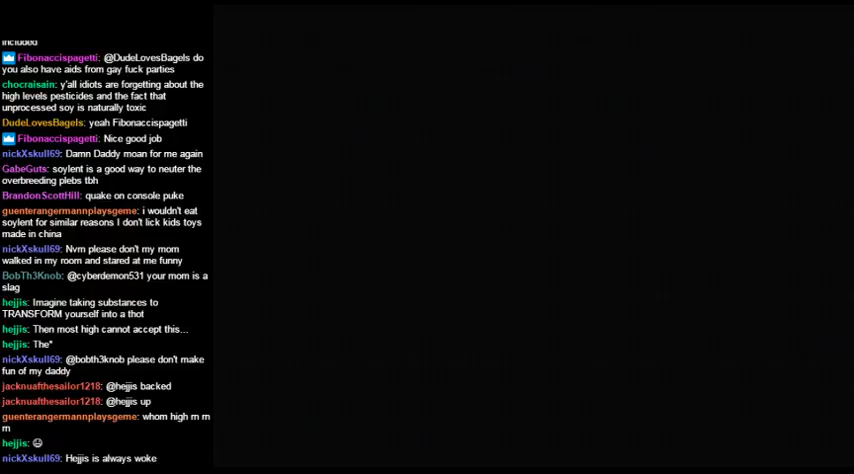 included
Fibonaccispagetti: @DudeLovesBagels do
you also have aids from gay fuck parties
chocraisain: y'all idiots are forgetting about the
high levels pesticides and the fact that
unprocessed soy is naturally toxic
DudeLovesBagels: yeah Fibonaccispagetti
Fibonaccispagetti: Nice good job
nickXskull69: Damn Daddy moan for me again
GabeGuts: soylent is a good way to neuter the
overbreeding plebs tbh
BrandonScottHill: quake on console puke
guenterangermannplaysgeme: i wouldn't eat
soylent for similar reasons I don't lick kids toys
made in china
nickXskull69: Nvm please don't my mom
walked in my room and stared at me funny
BobTh3Knob: @cyberdemon531 your mom is a
slag
hejjis: Imagine taking substances to
TRANSFORM yourself into a thot
hejjis: Then most high cannot accept this...
hejjis: The*
nickXskull69: @bobth3knob please don't make
fun of my daddy
jacknuafthesailor1218: @hejjis backed
jacknuafthesailor1218: @hejjis up
guenterangermannplaysgeme: whom high m m
m
hejjis: 😄
nickXskull69: Hejjis is always woke